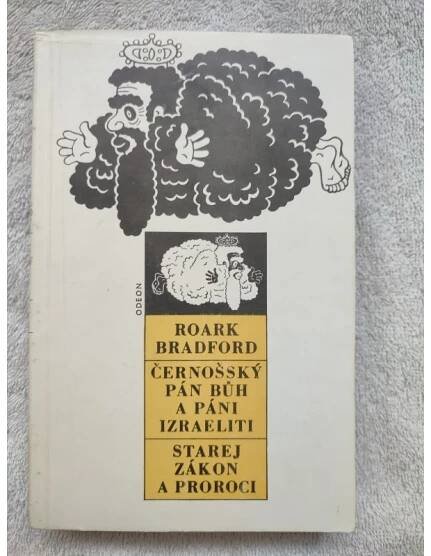 ODEON
ROARK
BRADFORD
ČERNOŠSKÝ
PÁN BŮH
A PÁNI
IZRAELITI
STAREJ
ZÁKON
A PROROCI